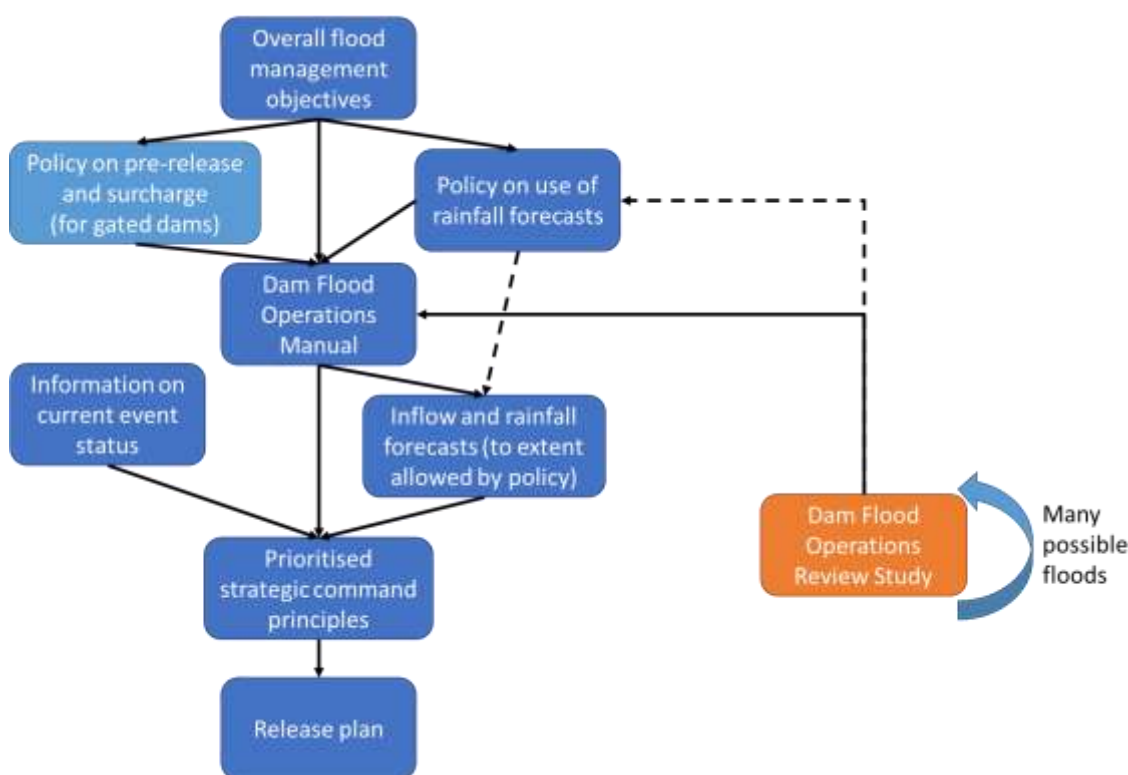 Overall flood
management
objectives
Policy on pre-release
and surcharge
(for gated dams)
Policy on use of
rainfall forecasts
Dam Flood
Operations
Manual
Information on
current event
status
Inflow and rainfall
forecasts (to extent
allowed by policy)
Dam Flood
Operations
Review Study
Many
possible
floods
Prioritised
strategic command
principles
Release plan